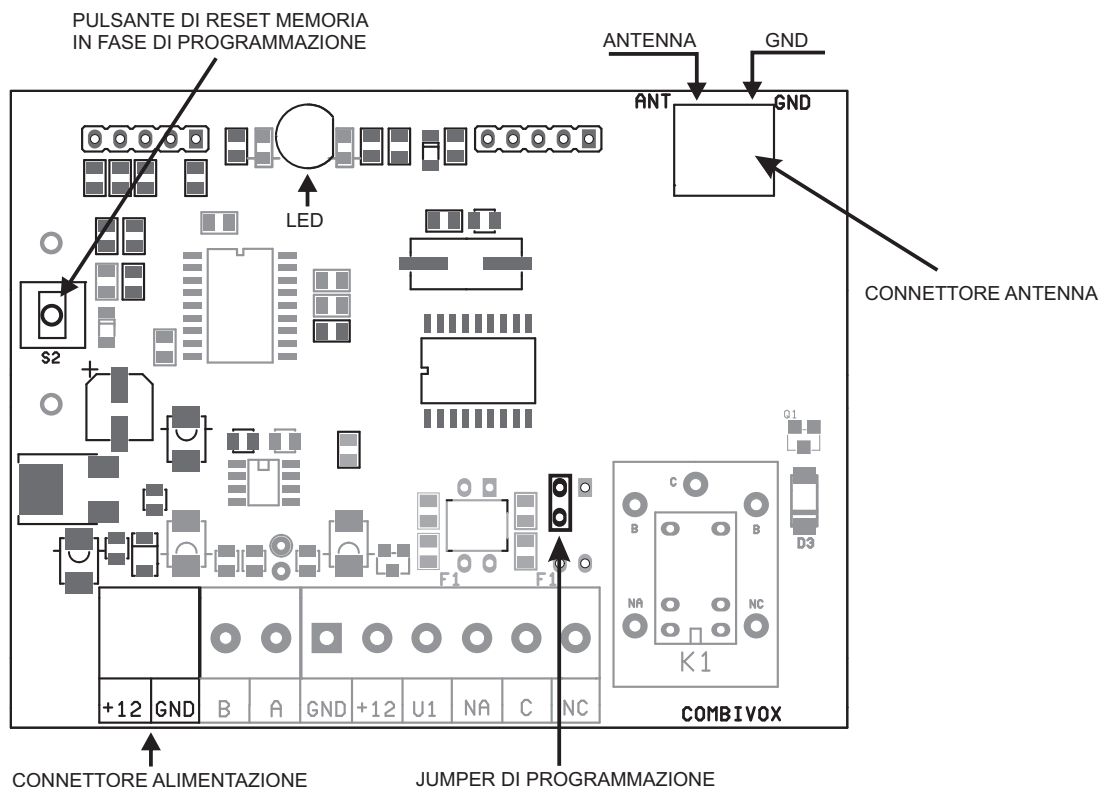 PULSANTE DI RESET MEMORIA
IN FASE DI PROGRAMMAZIONE
ANTENNA
GND
ANT
GND
LED
CONNETTORE ANTENNA
S2
+
Q1
C
B
B
D3
F1
F1
NA
NC
K1
+12 GND B A GND +12 U1 NA C NC
COMBIVOX
CONNETTORE ALIMENTAZIONE
JUMPER DI PROGRAMMAZIONE